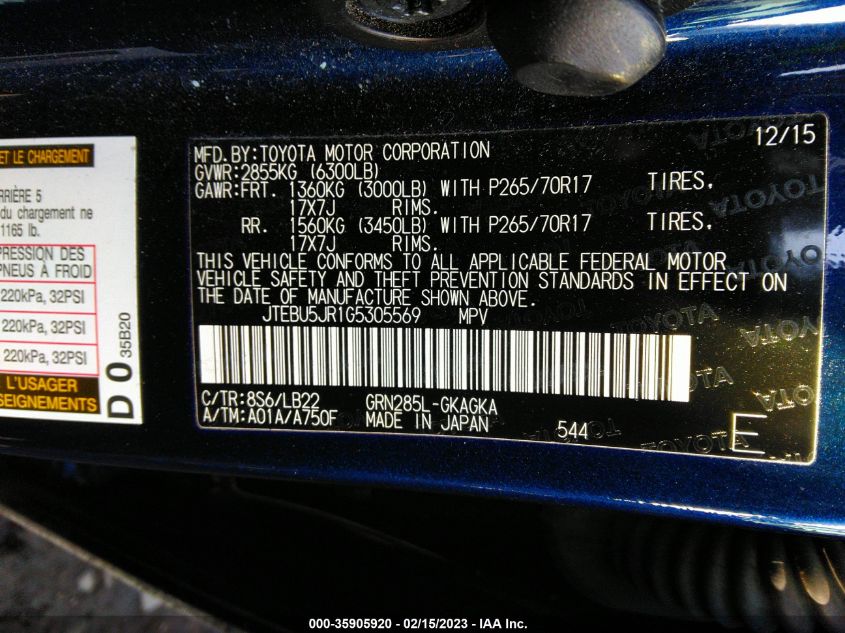 ET LE CHARGEMENT
RRIÈRE 5
du chargement ne
1165 lb.
PRESSION DES
PNEUS À FROID
220kPa, 32PSI
220kPa, 32PSI
220kPa, 32PSI
L'USAGER
SEIGNEMENTS
D 0 35B20
12/15
MFD.BY:TOYOTA MOTOR CORPORATION
GVWR:2855KG (6300LB)
GAWR:FRT. 1360KG (3000LB) WITH P265/70R17 TIRES,
17X7J RIMS.
RR. 1560KG (3450LB) WITH P265/70R17 TIRES,
17X7J RIMS.
THIS VEHICLE CONFORMS TO ALL APPLICABLE FEDERAL MOTOR
VEHICLE SAFETY AND THEFT PREVENTION STANDARDS IN EFFECT ON
THE DATE OF MANUFACTURE SHOWN ABOVE.
JTEBU5JR1G5305569 MPV
C/TR:8S6/LB22 GRN285L-GKAGKA
A/TM:A01A/A750F MADE IN JAPAN
544 E
TOYOTA
000-35905920 - 02/15/2023 - IAA Inc.